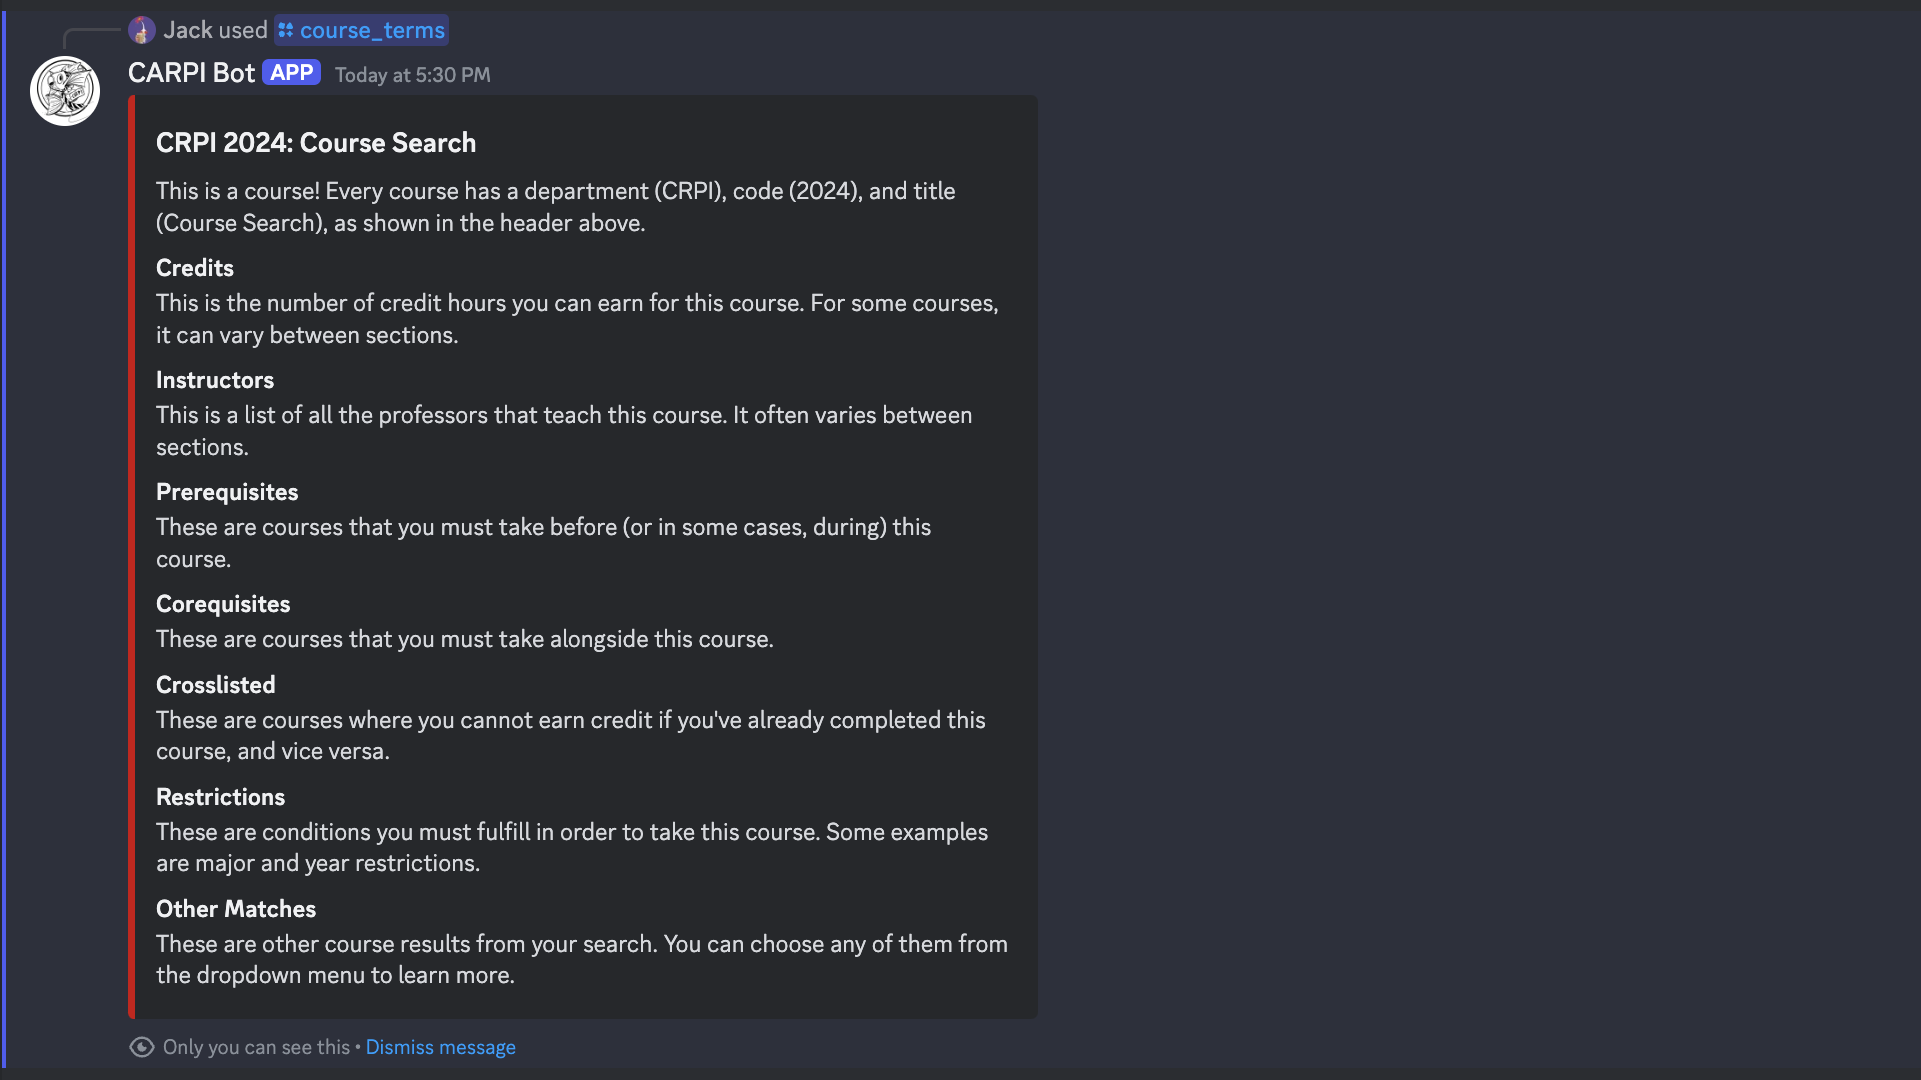 Jack used course_terms
CARPI Bot APP Today at 5:30 PM
CRPI 2024: Course Search
This is a course! Every course has a department (CRPI), code (2024), and title
(Course Search), as shown in the header above.
Credits
This is the number of credit hours you can earn for this course. For some courses,
it can vary between sections.
Instructors
This is a list of all the professors that teach this course. It often varies between
sections.
Prerequisites
These are courses that you must take before (or in some cases, during) this
course.
Corequisites
These are courses that you must take alongside this course.
Crosslisted
These are courses where you cannot earn credit if you've already completed this
course, and vice versa.
Restrictions
These are conditions you must fulfill in order to take this course. Some examples
are major and year restrictions.
Other Matches
These are other course results from your search. You can choose any of them from
the dropdown menu to learn more.
Only you can see this • Dismiss message